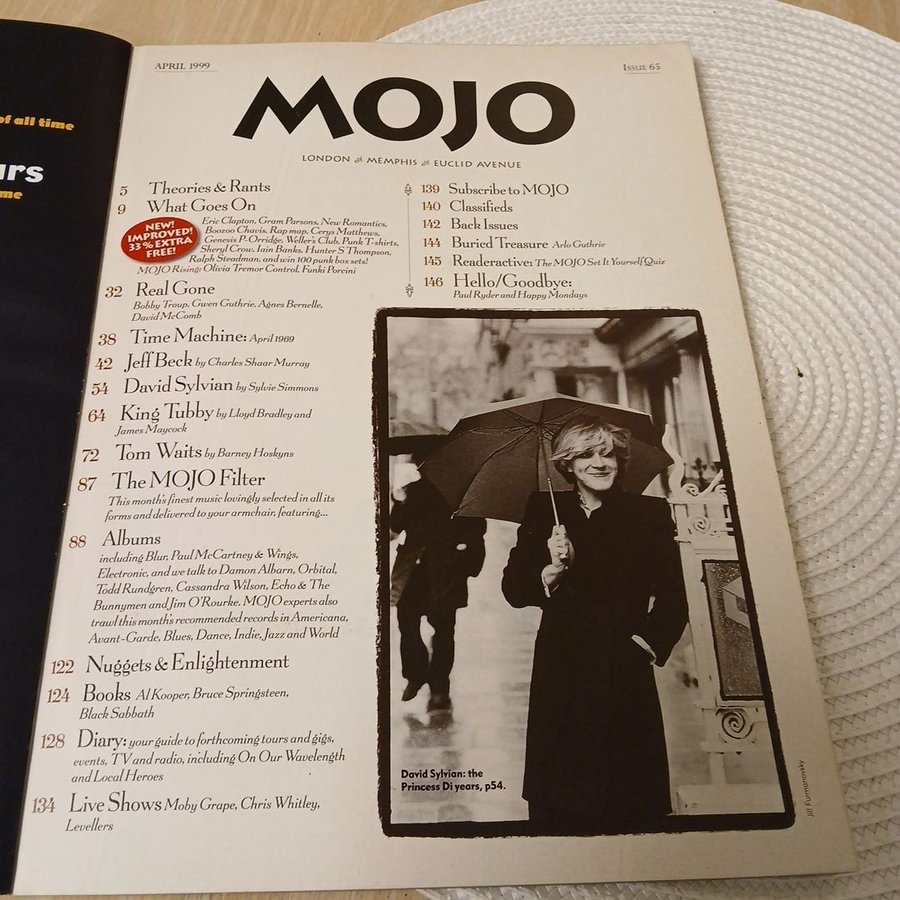 of all time
urs
me
APRIL 1999
ISSUE 65
MOJO
LONDON & MEMPHIS & EUCLID AVENUE
5 Theories & Rants
9 What Goes On
NEW!
IMPROVED!
33% EXTRA
FREE!
Eric Clapton, Gram Parsons, New Romantics,
Boozoo Chavis, Rap map, Cerys Matthews,
Genesis P-Orridge, Weller's Club, Punk T-shirts,
Sheryl Crow, Iain Banks, Hunter S Thompson,
Ralph Steadman, and win 100 punk box sets!
MOJO Rising: Olivia Tremor Control, Funki Porcini
32 Real Gone
Bobby Troup, Gwen Guthrie, Agnes Bernelle,
David McComb
38 Time Machine: April 1969
42 Jeff Beck by Charles Shaar Murray
54 David Sylvian by Sylvie Simmons
64 King Tubby by Lloyd Bradley and
James Maycock
72 Tom Waits by Barney Hoskyns
87 The MOJO Filter
This month's finest music lovingly selected in all its
forms and delivered to your armchair, featuring...
88 Albums
including Blur, Paul McCartney & Wings,
Electronic, and we talk to Damon Albarn, Orbital,
Todd Rundgren, Cassandra Wilson, Echo & The
Bunnymen and Jim O'Rourke. MOJO experts also
trawl this month's recommended records in Americana,
Avant-Garde, Blues, Dance, Indie, Jazz and World
122 Nuggets & Enlightenment
124 Books Al Kooper, Bruce Springsteen,
Black Sabbath
128 Diary: your guide to forthcoming tours and gigs,
events, TV and radio, including On Our Wavelength
and Local Heroes
134 Live Shows Moby Grape, Chris Whitley,
Levellers
139 Subscribe to MOJO
140 Classifieds
142 Back Issues
144 Buried Treasure Arlo Guthrie
145 Readeractive: The MOJO Set It Yourself Quiz
146 Hello/Goodbye:
Paul Ryder and Happy Mondays
David Sylvian: the
Princess Di years, p54.
Jill Furmanovsky